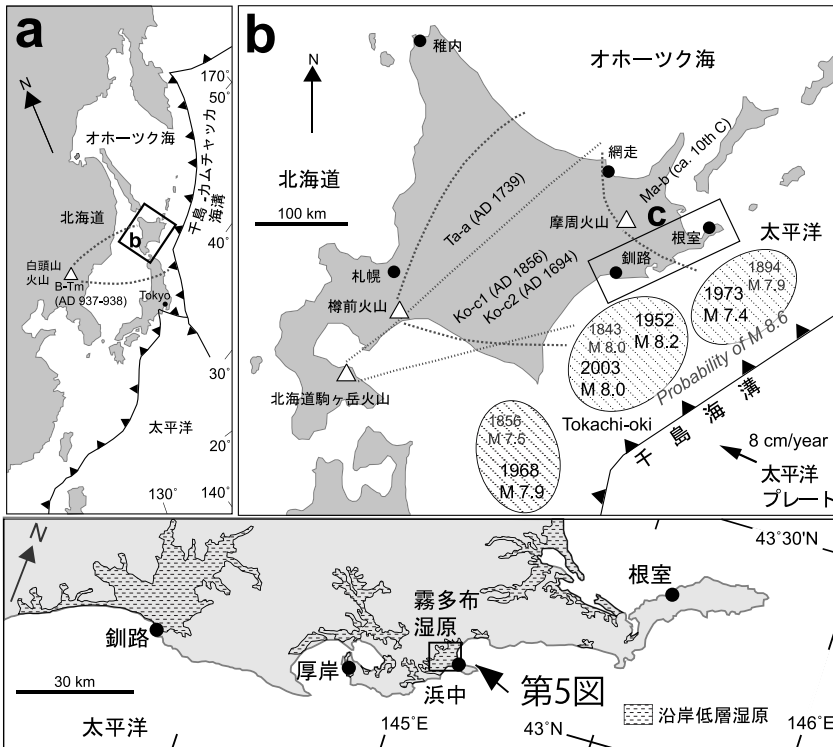 a
N
170°
50°
オホーツク海
千島-カムチャッカ
海溝
北海道
b
40°
白頭山
火山
B-Tm
(AD 937-938)
Tokyo
30°
太平洋
20°
130°
140°
b
稚内
N
オホーツク海
北海道
100 km
網走
Ma-b (ca. 10th C)
Ta-a (AD 1739)
摩周火山
c
根室
太平洋
釧路
札幌
Ko-c1 (AD 1856)
Ko-c2 (AD 1694)
樽前火山
1894
M 7.9
1973
M 7.4
1843
M 8.0
1952
M 8.2
2003
M 8.0
Probability of M 8.6
北海道駒ヶ岳火山
Tokachi-oki
千島海溝
1856
M 7.5
1968
M 7.9
8 cm/year
太平洋
プレート
N
43°30'N
根室
霧多布
湿原
釧路
厚岸
浜中
第5図
30 km
沿岸低層湿原
太平洋
145°E
43°N
146°E